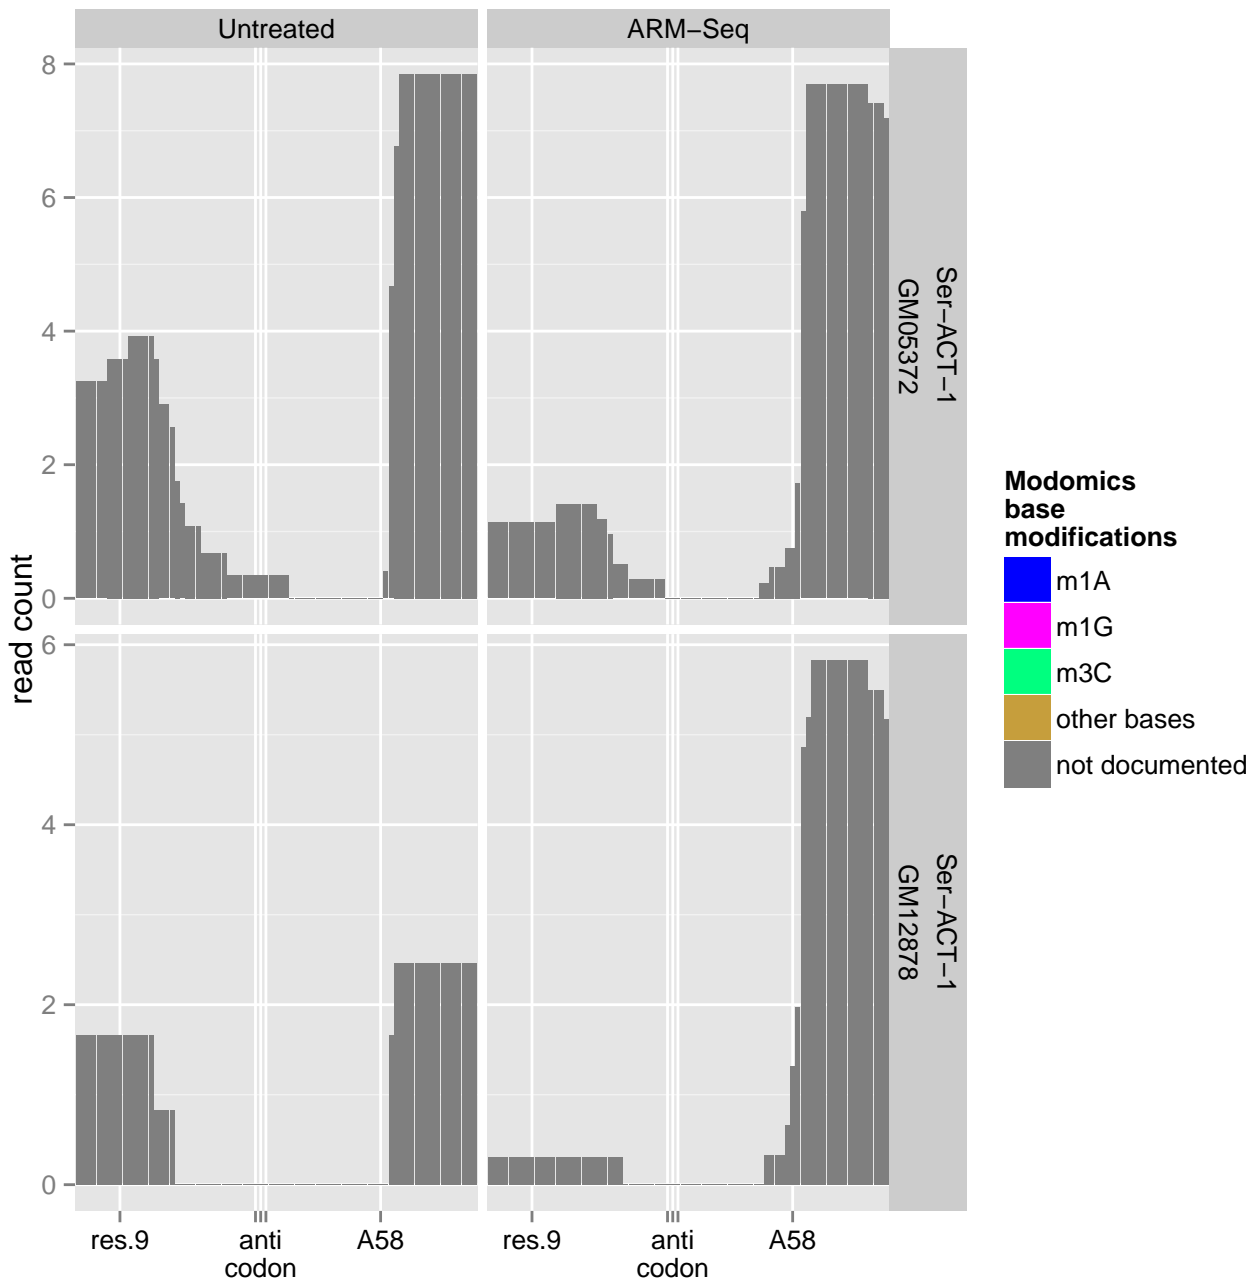 Untreated
ARM−Seq
8
6
4
2
0
Ser−ACT−1
GM05372
6
4
2
0
Ser−ACT−1
GM12878
read count
res.9
anti
codon
A58
res.9
anti
codon
A58
Modomics
base
modifications
m1A
m1G
m3C
other bases
not documented